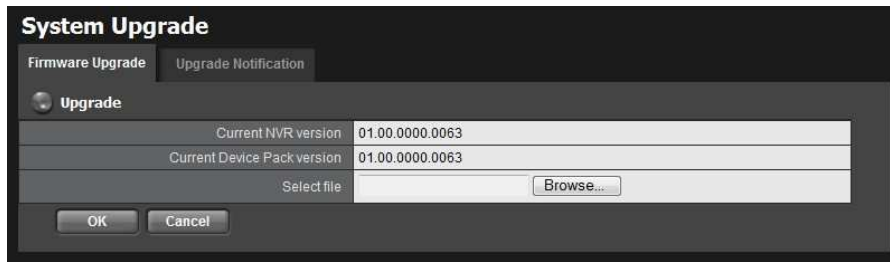 System Upgrade
Firmware Upgrade Upgrade Notification
Upgrade
Current NVR version 01.00.0000.0063
Current Device Pack version 01.00.0000.0063
Select file Browse...
OK Cancel